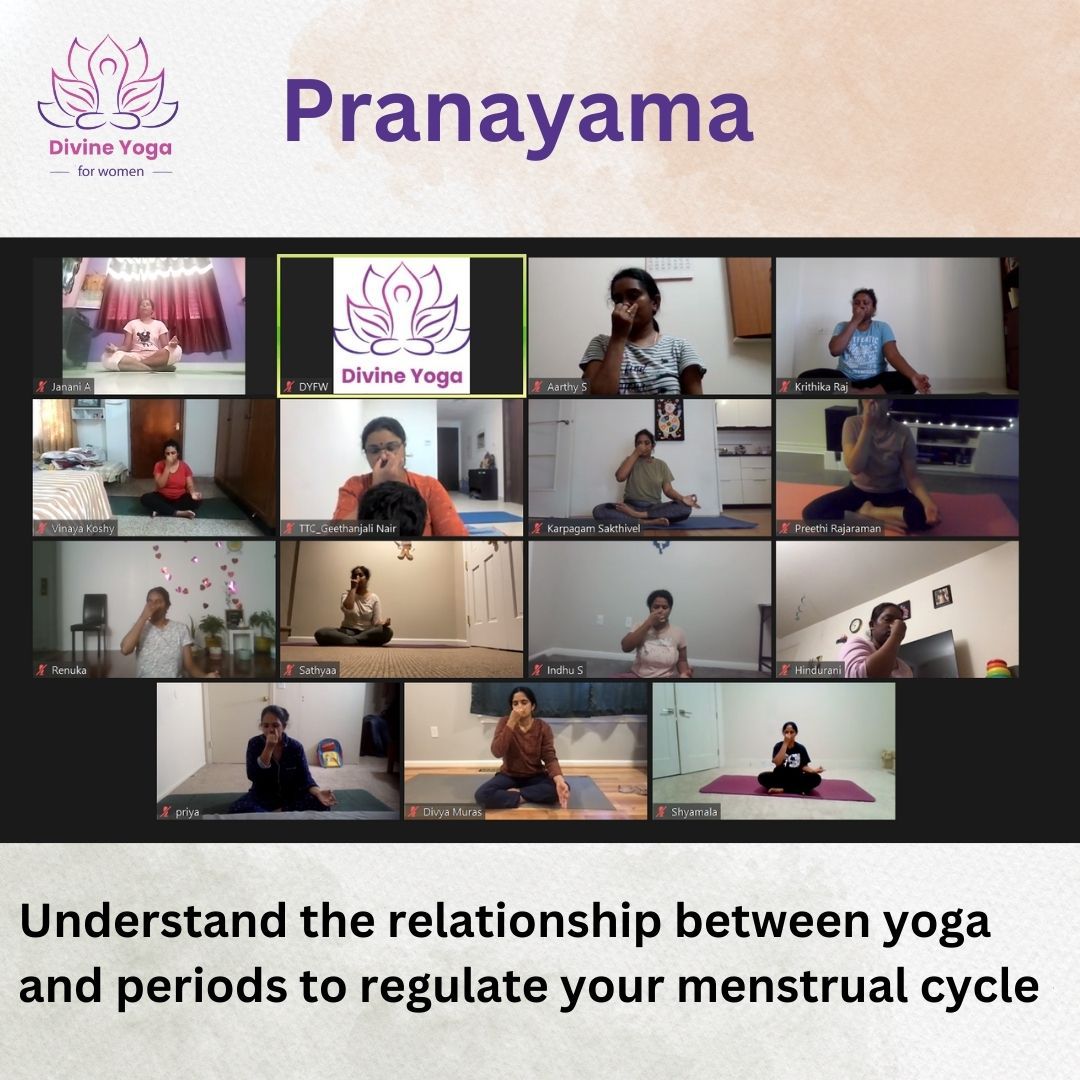 Pranayama
Divine Yoga
for women
Divine Yoga
Janani A
DYFW
Aarthy S
Krithika Raj
Vinaya Koshy
TTC_Geethanjali Nair
Karpagam Sakthivel
Preethi Rajaraman
Renuka
Sathyaa
Indhu S
Hindurani
priya
Divya Muras
Shyamala
Understand the relationship between yoga
and periods to regulate your menstrual cycle